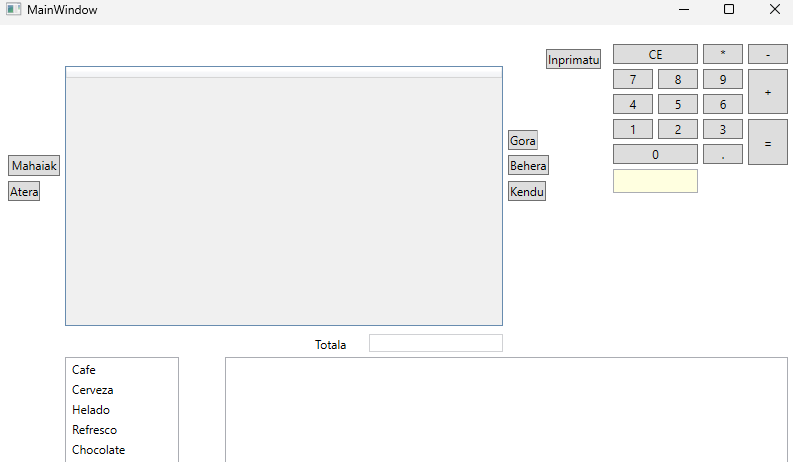 MainWindow
Inprimatu
CE * -
7 8 9 +
4 5 6
1 2 3 =
0 .
Gora
Mahaiak Behera
Atera Kendu
Totala
Cafe
Cerveza
Helado
Refresco
Chocolate